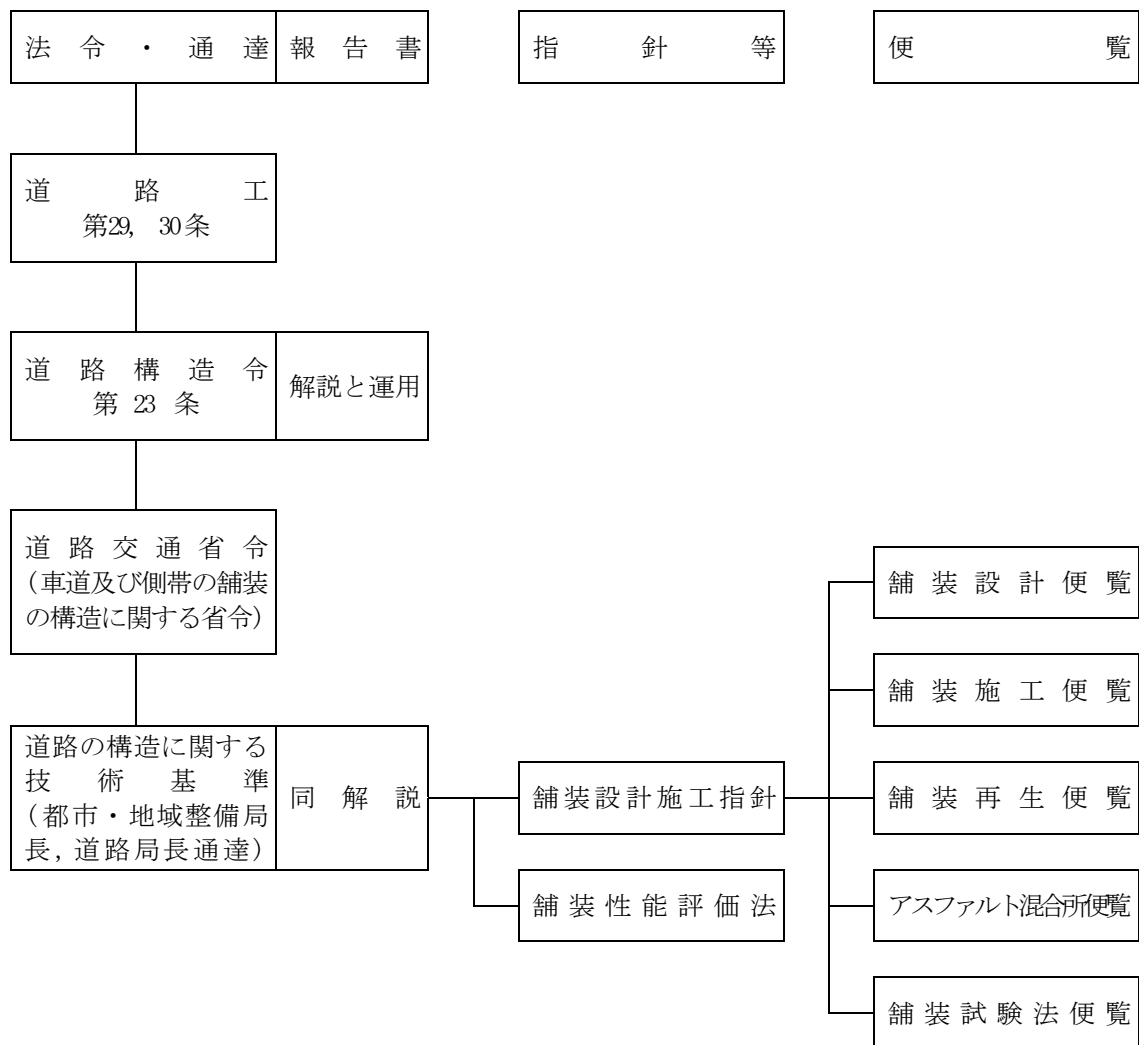 法令・通達
報告書
指針等
便覧
道路工
第29, 30条
道路構造令
第 23 条
解説と運用
道路交通省令
(車道及び側帯の舗装
の構造に関する省令)
道路の構造に関する
技術基準
(都市・地域整備局
長, 道路局長通達)
同解説
舗装設計施工指針
舗装性能評価法
舗装設計便覧
舗装施工便覧
舗装再生便覧
アスファルト混合所便覧
舗装試験法便覧